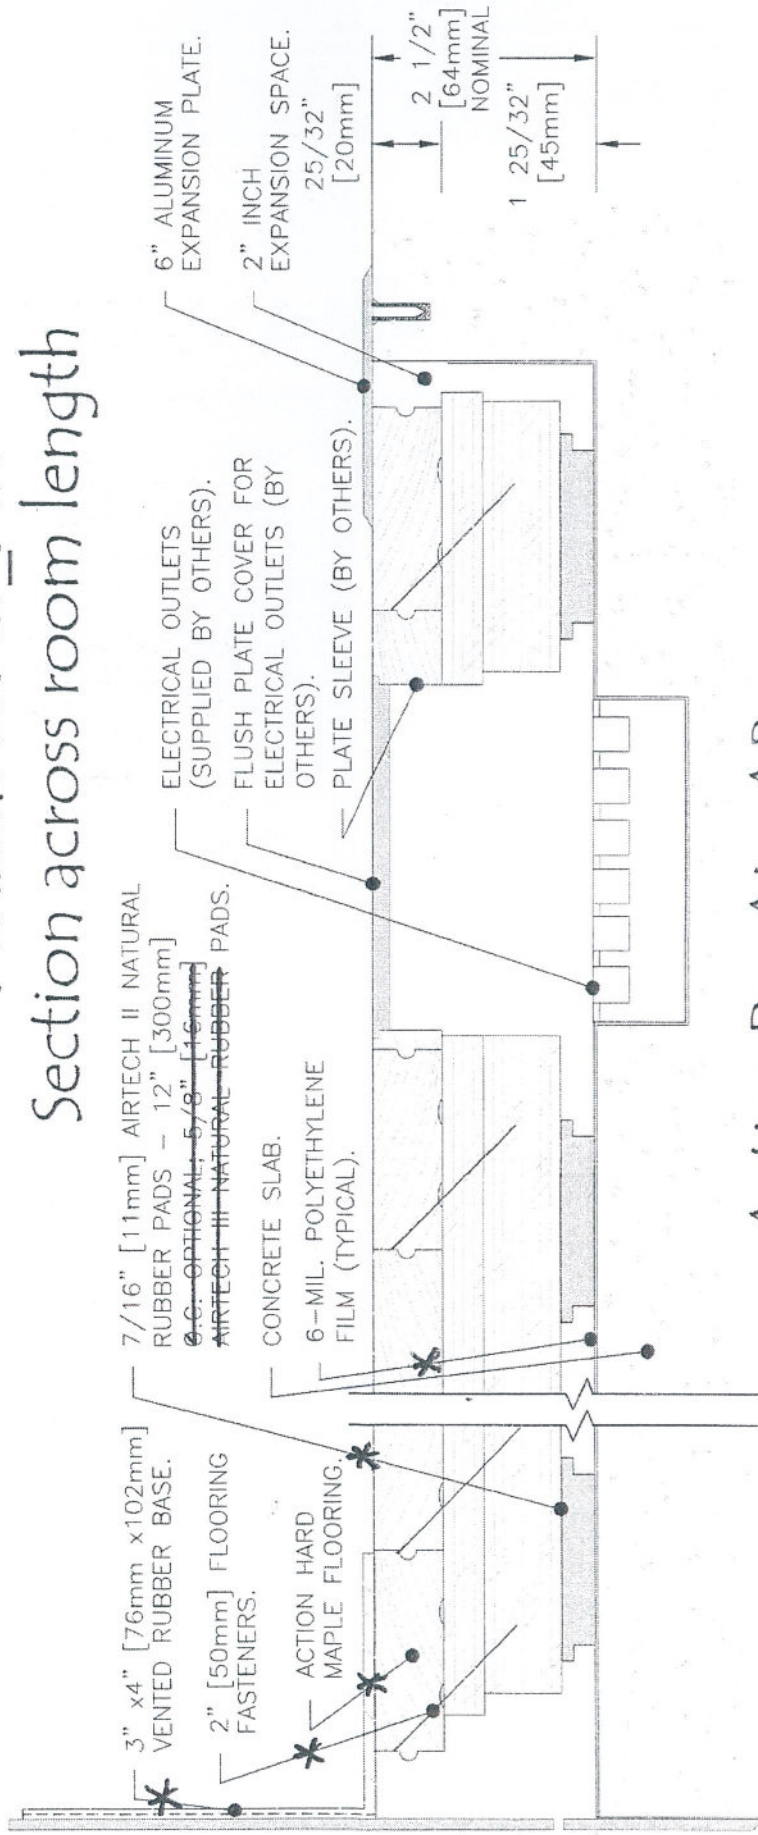 Section across room length
3" x4" [76mm x102mm]
VENTED RUBBER BASE.
2" [50mm] FLOORING
FASTENERS.
ACTION HARD
MAPLE FLOORING.
7/16" [11mm] AIRTECH II NATURAL
RUBBER PADS – 12" [300mm]
O.C. OPTIONAL, 5/8" [16mm]
AIRTECH III NATURAL RUBBER PADS.
CONCRETE SLAB.
6-MIL. POLYETHYLENE
FILM (TYPICAL).
ELECTRICAL OUTLETS
(SUPPLIED BY OTHERS).
FLUSH PLATE COVER FOR
ELECTRICAL OUTLETS (BY
OTHERS).
PLATE SLEEVE (BY OTHERS).
6" ALUMINUM
EXPANSION PLATE.
2" INCH
EXPANSION SPACE.
25/32"
[20mm]
2 1/2"
[64mm]
NOMINAL
1 25/32"
[45mm]